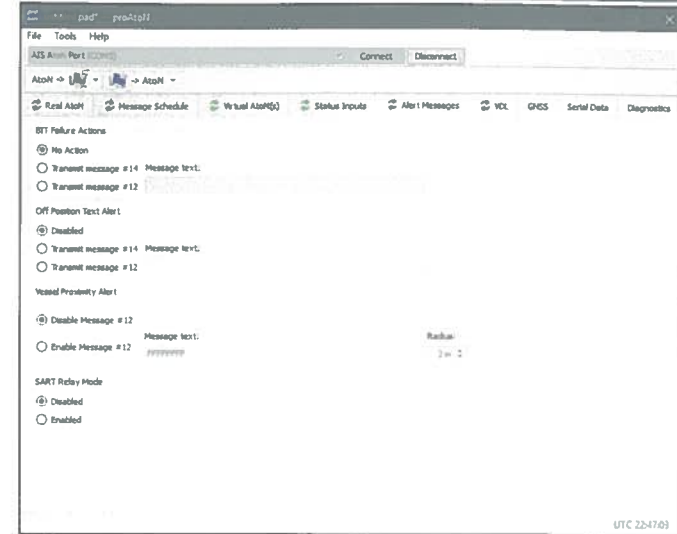 pad* proAtoN
File Tools Help
AIS AtoN Port (COM5) Connect Disconnect
AtoN -> -> AtoN
Real AtoN Message Schedule Virtual AtoN(s) Status Inputs Alert Messages VDL GNSS Serial Data Diagnostics
BIT Failure Actions
No Action
Transmit message #14 Message text:
Transmit message #12
Off Position Text Alert
Disabled
Transmit message #14 Message text:
Transmit message #12
Vessel Proximity Alert
Disable Message #12
Message text: Radius:
Enable Message #12
SART Relay Mode
Disabled
Enabled
UTC 22:47:03